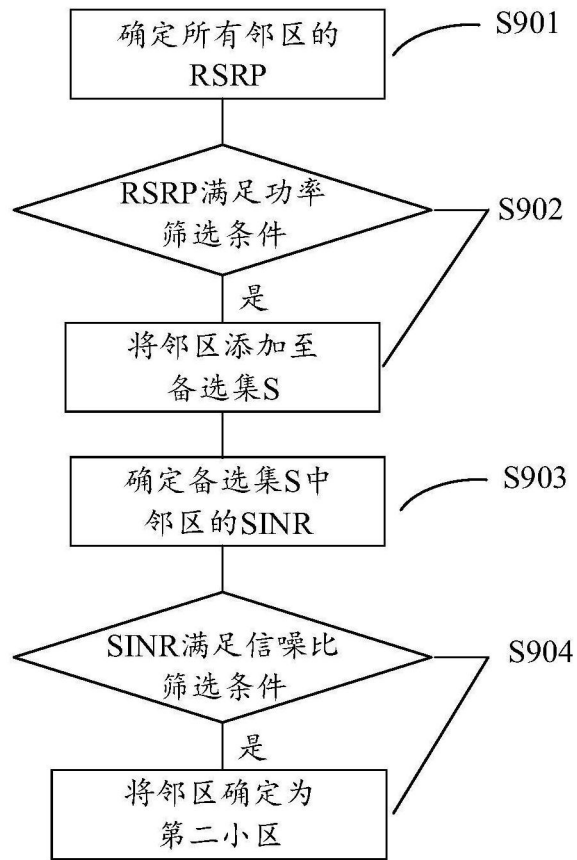 确定所有邻区的
RSRP
S901
RSRP满足功率
筛选条件
S902
是
将邻区添加至
备选集S
确定备选集S中
邻区的SINR
S903
SINR满足信噪比
筛选条件
S904
是
将邻区确定为
第二小区